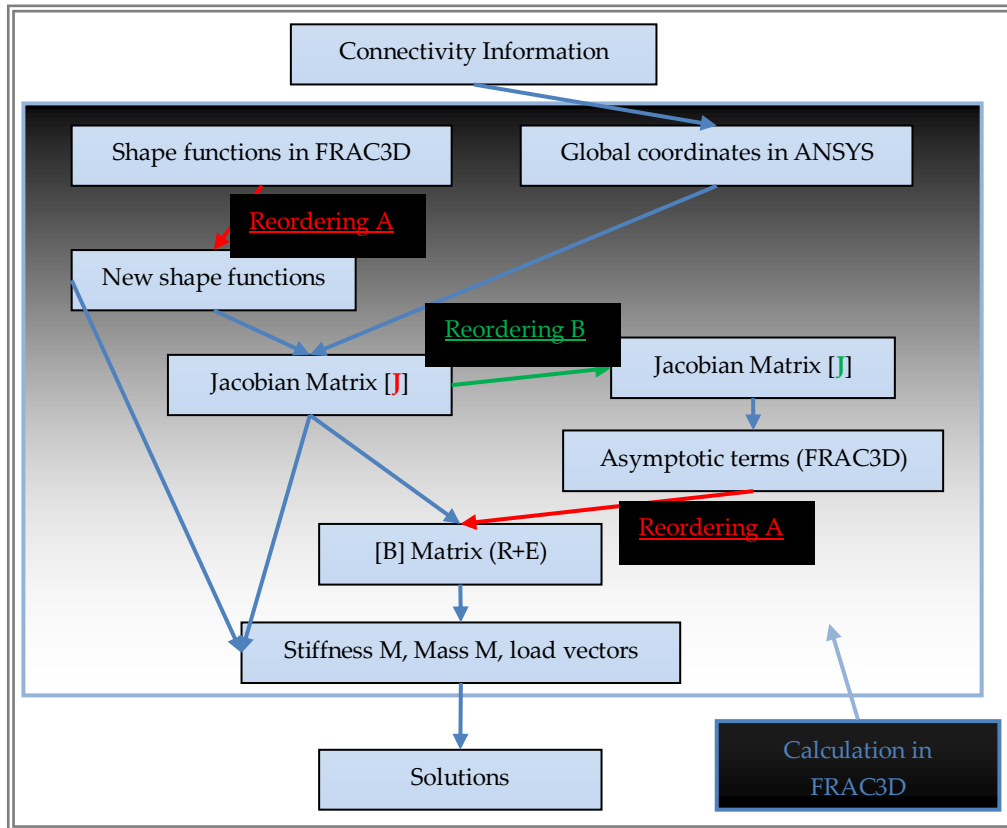 Connectivity Information
Shape functions in FRAC3D
Global coordinates in ANSYS
Reordering A
New shape functions
Reordering B
Jacobian Matrix [J]
Jacobian Matrix [J]
Asymptotic terms (FRAC3D)
Reordering A
[B] Matrix (R+E)
Stiffness M, Mass M, load vectors
Calculation in
FRAC3D
Solutions